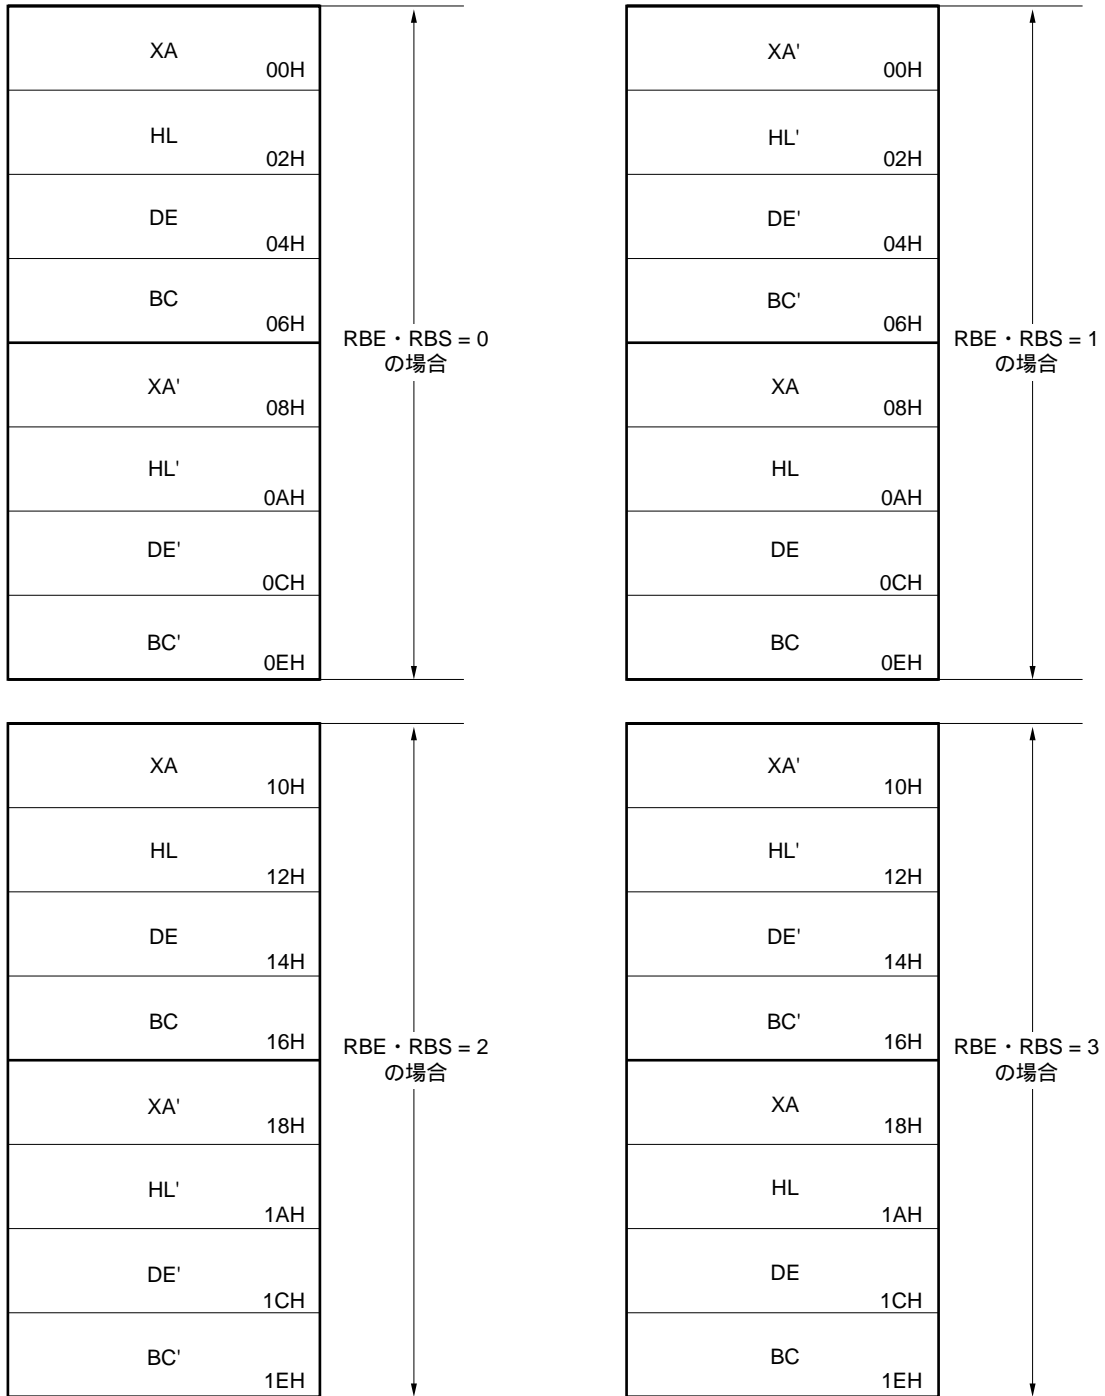 XA
00H
HL
02H
DE
04H
BC
06H
XA'
08H
HL'
0AH
DE'
0CH
BC'
0EH
RBE・RBS = 0
の場合
XA'
00H
HL'
02H
DE'
04H
BC'
06H
XA
08H
HL
0AH
DE
0CH
BC
0EH
RBE・RBS = 1
の場合
XA
10H
HL
12H
DE
14H
BC
16H
XA'
18H
HL'
1AH
DE'
1CH
BC'
1EH
RBE・RBS = 2
の場合
XA'
10H
HL'
12H
DE'
14H
BC'
16H
XA
18H
HL
1AH
DE
1CH
BC
1EH
RBE・RBS = 3
の場合